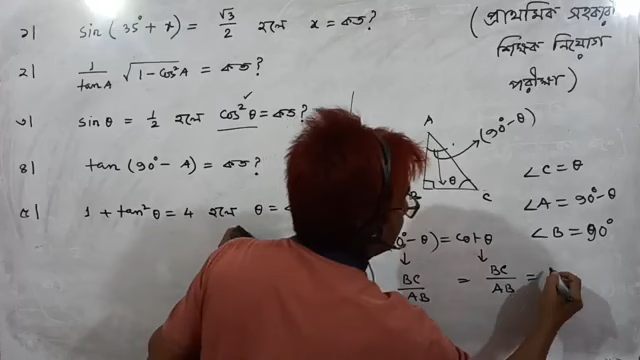 ১| sin (35° + x) = √3/2 হলে x = কত?
২| 1/tanA √1-cos²A = কত?
৩| sinθ = 1/2 হলে cos²θ = কত?
৪| tan (90° - A) = কত?
৫| 1 + tan²θ = 4 হলে θ =
(প্রাথমিক সহকারী
শিক্ষক নিয়োগ
পরীক্ষা)
A
(90° - θ)
θ
C
∠C = θ
∠A = 90° - θ
∠B = 90°
- θ) = cot θ
BC/AB = BC/AB =